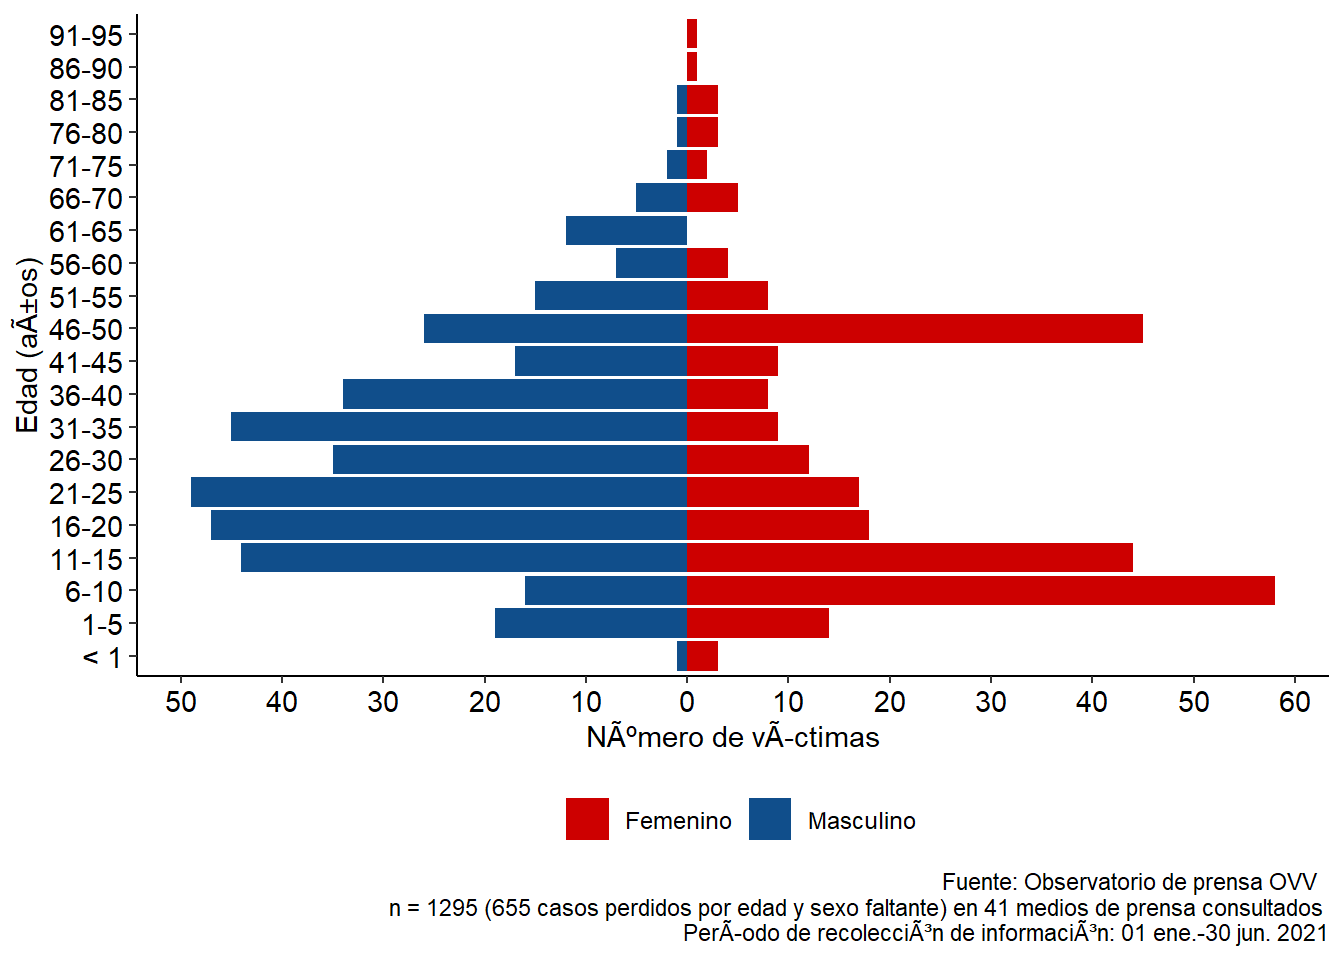 91-95
86-90
81-85
76-80
71-75
66-70
61-65
56-60
51-55
46-50
41-45
36-40
31-35
26-30
21-25
16-20
11-15
6-10
1-5
< 1
Edad (aÃ±os)
50 40 30 20 10 0 10 20 30 40 50 60
NÃºmero de vÃ-ctimas
Femenino Masculino
Fuente: Observatorio de prensa OVV
n = 1295 (655 casos perdidos por edad y sexo faltante) en 41 medios de prensa consultados
PerÃ-odo de recolecciÃ³n de informaciÃ³n: 01 ene.-30 jun. 2021